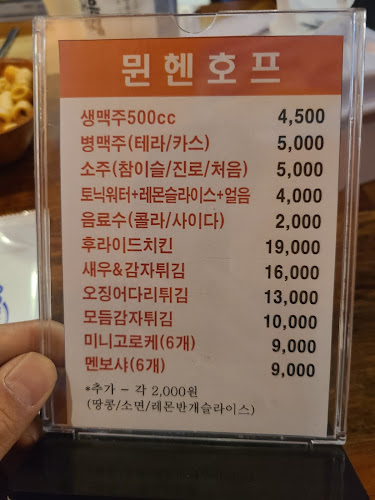 뮌헨호프
생맥주500cc 4,500
병맥주(테라/카스) 5,000
소주(참이슬/진로/처음) 5,000
토닉워터+레몬슬라이스+얼음 4,000
음료수(콜라/사이다) 2,000
후라이드치킨 19,000
새우&감자튀김 16,000
오징어다리튀김 13,000
모듬감자튀김 10,000
미니고로케(6개) 9,000
멘보샤(6개) 9,000
*추가 - 각 2,000원
(땅콩/소면/레몬반개슬라이스)